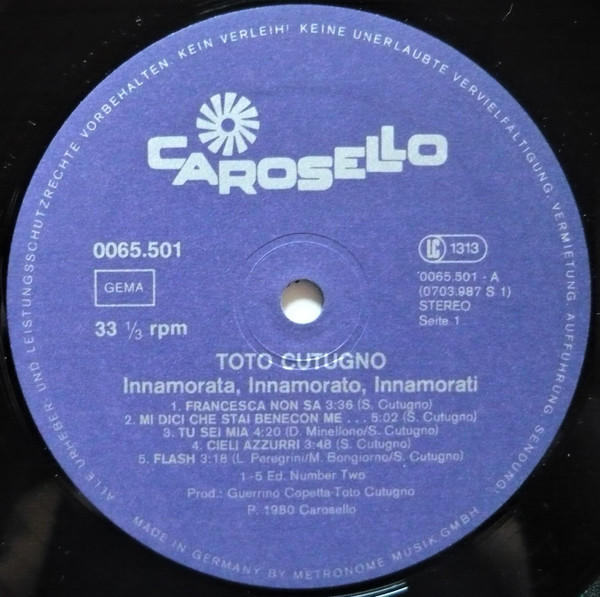 ALLE URHEBER- UND LEISTUNGSSCHUTZRECHTE VORBEHALTEN. KEIN VERLEIH! KEINE UNERLAUBTE VERVIELFÄLTIGUNG, VERMIETUNG, AUFFÜHRUNG, SENDUNG!
CAROSELLO
0065.501
GEMA
33 1/3 rpm
LC 1313
0065.501 - A
(0703.987 S 1)
STEREO
Seite 1
TOTO CUTUGNO
Innamorata, Innamorato, Innamorati
1. FRANCESCA NON SA 3:36 (S. Cutugno)
2. MI DICI CHE STAI BENECON ME . . . 5:02 (S. Cutugno)
3. TU SEI MIA 4:20 (D. Minellono/S. Cutugno)
4. CIELI AZZURRI 3:48 (S. Cutugno)
5. FLASH 3:18 (L. Peregrini/M. Bongiorno/S. Cutugno)
1-5 Ed. Number Two
Prod.: Guerrino Copetta-Toto Cutugno
P. 1980 Carosello
MADE IN GERMANY BY METRONOME MUSIK GMBH